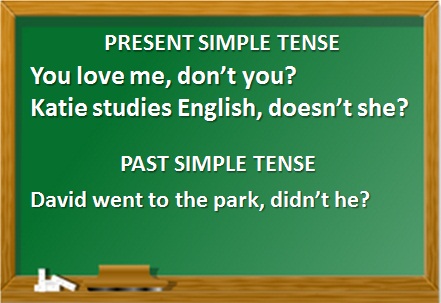 PRESENT SIMPLE TENSE
You love me, don’t you?
Katie studies English, doesn’t she?
PAST SIMPLE TENSE
David went to the park, didn’t he?